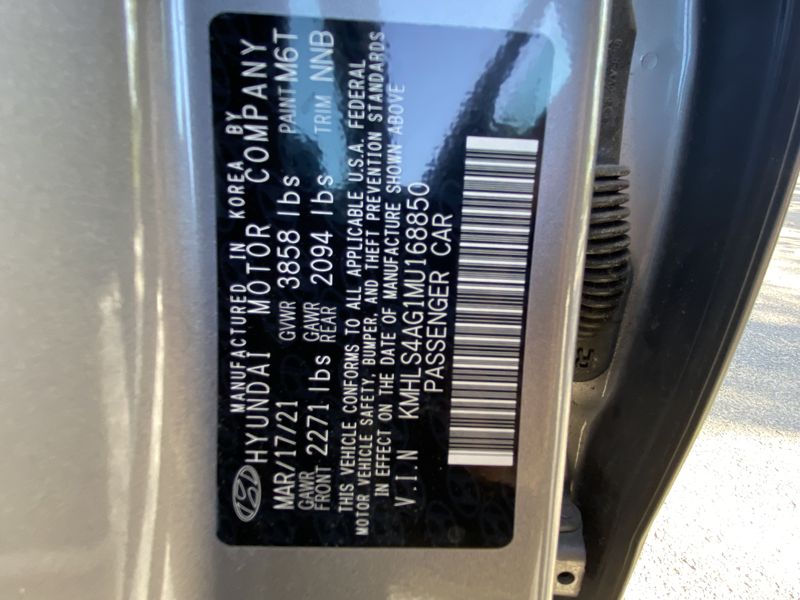 MANUFACTURED IN KOREA BY
HYUNDAI MOTOR COMPANY
MAR/17/21 GVWR 3858 lbs PAINT M6T
GAWR FRONT 2271 lbs GAWR REAR 2094 lbs TRIM NNB
THIS VEHICLE CONFORMS TO ALL APPLICABLE U.S.A. FEDERAL
MOTOR VEHICLE SAFETY, BUMPER, AND THEFT PREVENTION STANDARDS
IN EFFECT ON THE DATE OF MANUFACTURE SHOWN ABOVE
V.I.N KMHLS4AG1MU168850
PASSENGER CAR